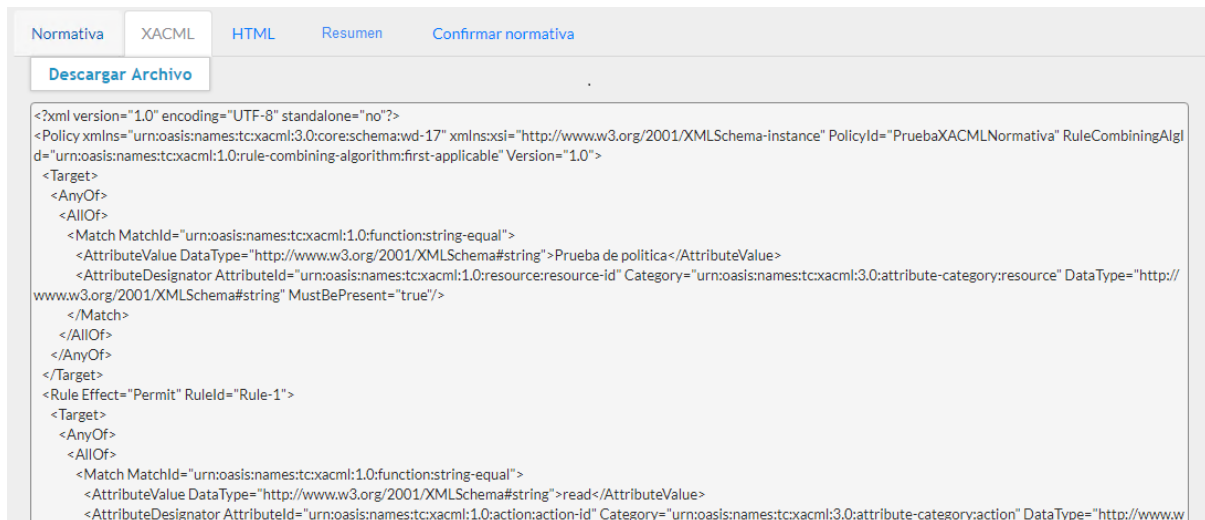 Normativa XACML HTML Resumen Confirmar normativa
Descargar Archivo
.
<?xml version="1.0" encoding="UTF-8" standalone="no"?>
<Policy xmlns="urn:oasis:names:tc:xacml:3.0:core:schema:wd-17" xmlns:xsi="http://www.w3.org/2001/XMLSchema-instance" PolicyId="PruebaXACMLNormativa" RuleCombiningAlgI
d="urn:oasis:names:tc:xacml:1.0:rule-combining-algorithm:first-applicable" Version="1.0">
<Target>
<AnyOf>
<AllOf>
<Match MatchId="urn:oasis:names:tc:xacml:1.0:function:string-equal">
<AttributeValue DataType="http://www.w3.org/2001/XMLSchema#string">Prueba de politica</AttributeValue>
<AttributeDesignator AttributeId="urn:oasis:names:tc:xacml:1.0:resource:resource-id" Category="urn:oasis:names:tc:xacml:3.0:attribute-category:resource" DataType="http://
www.w3.org/2001/XMLSchema#string" MustBePresent="true"/>
</Match>
</AllOf>
</AnyOf>
</Target>
<Rule Effect="Permit" RuleId="Rule-1">
<Target>
<AnyOf>
<AllOf>
<Match MatchId="urn:oasis:names:tc:xacml:1.0:function:string-equal">
<AttributeValue DataType="http://www.w3.org/2001/XMLSchema#string">read</AttributeValue>
<AttributeDesignator AttributeId="urn:oasis:names:tc:xacml:1.0:action:action-id" Category="urn:oasis:names:tc:xacml:3.0:attribute-category:action" DataType="http://www.w